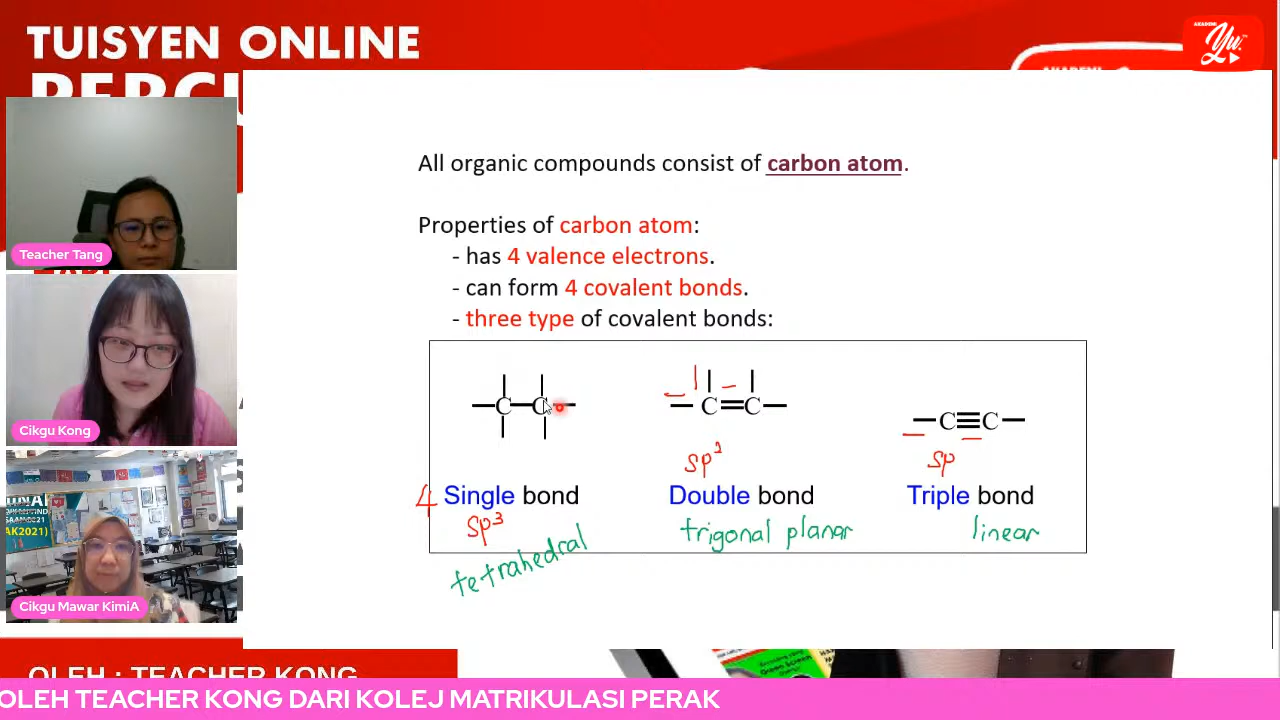 TUISYEN ONLINE
AKADEMI
Yu.
Teacher Tang
Cikgu Kong
Cikgu Mawar KimiA
All organic compounds consist of carbon atom.
Properties of carbon atom:
- has 4 valence electrons.
- can form 4 covalent bonds.
- three type of covalent bonds:
C C
C C
C C
sp²
sp
4 Single bond
Double bond
Triple bond
sp³
trigonal planar
linear
tetrahedral
OLEH : TEACHER KONG
OLEH TEACHER KONG DARI KOLEJ MATRIKULASI PERAK